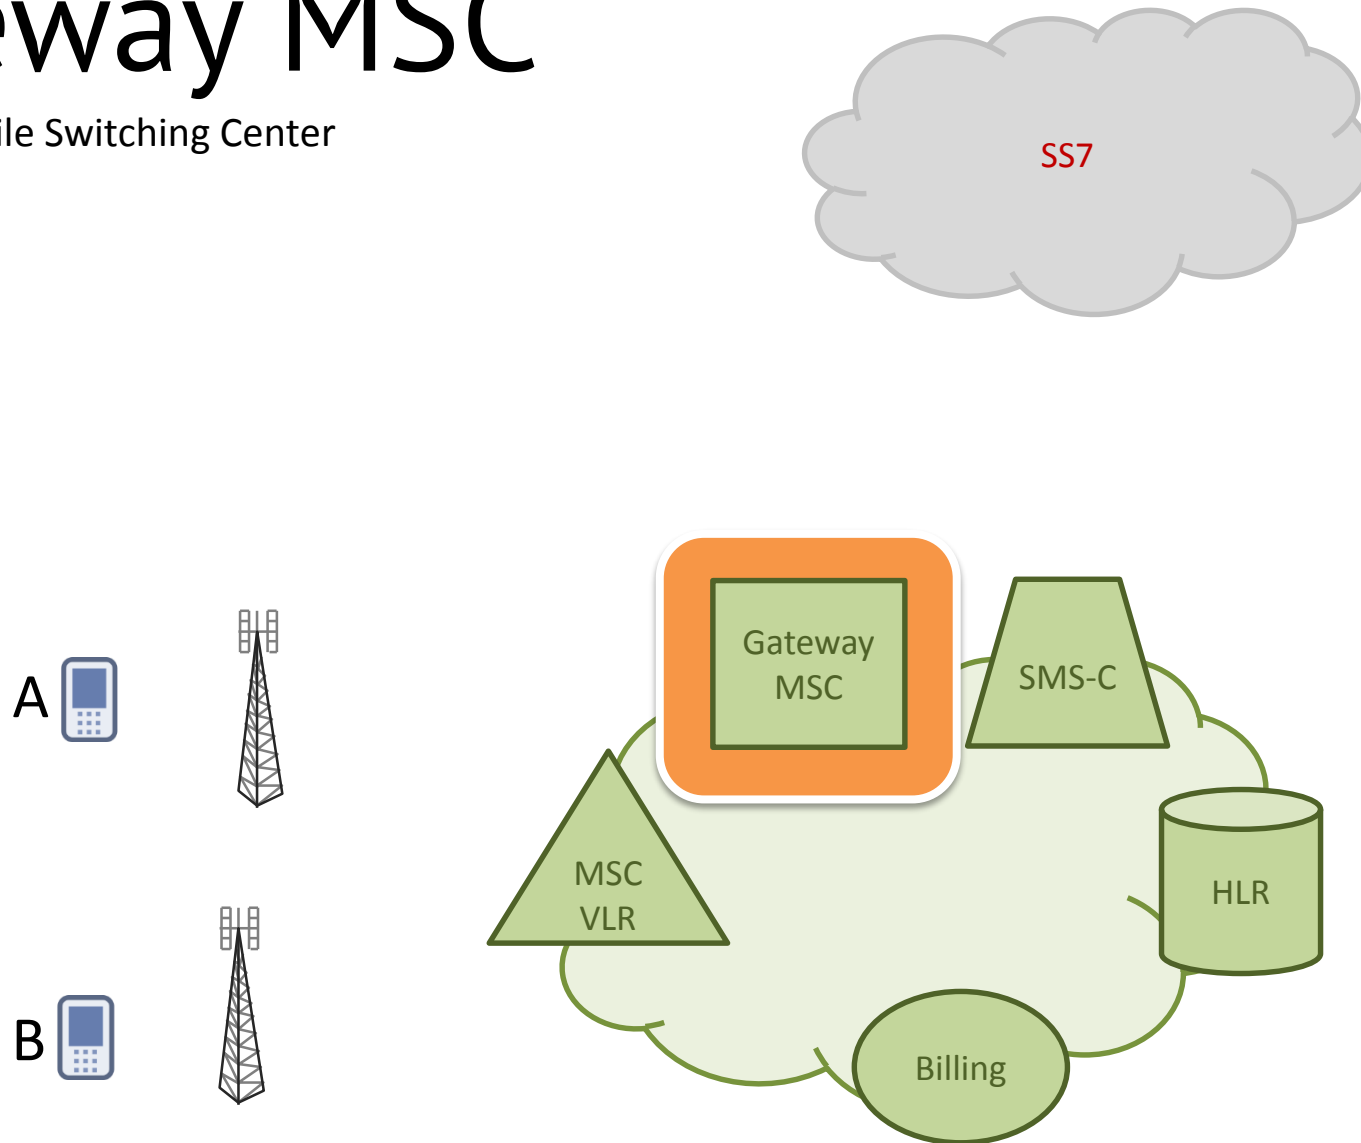 eway MSC
ile Switching Center
SS7
Gateway
MSC
SMS-C
A
MSC
VLR
HLR
B
Billing